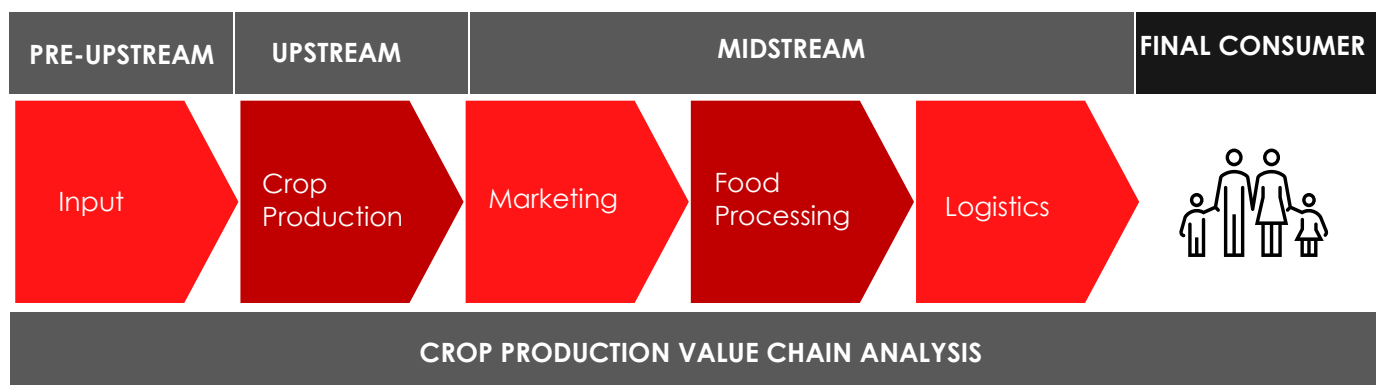 PRE-UPSTREAM
UPSTREAM
MIDSTREAM
FINAL CONSUMER
Input
Crop
Production
Marketing
Food
Processing
Logistics
CROP PRODUCTION VALUE CHAIN ANALYSIS